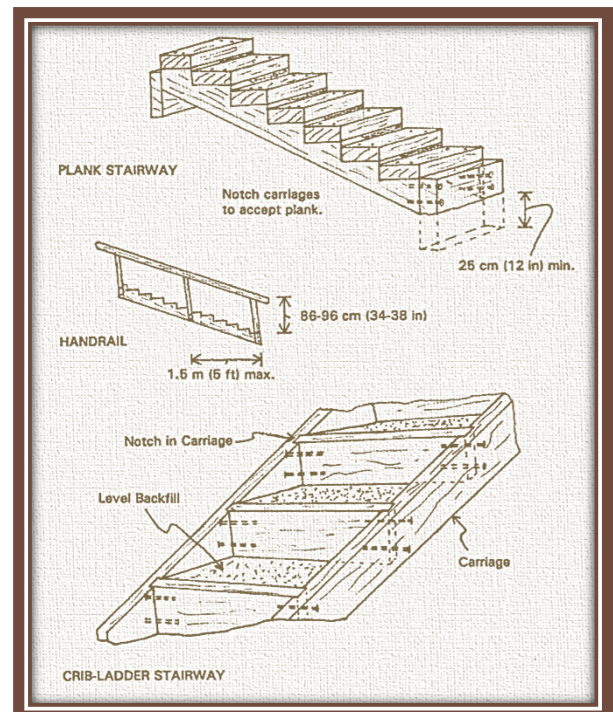 PLANK STAIRWAY
Notch carriages
to accept plank.
25 cm (12 in) min.
86-96 cm (34-38 in)
HANDRAIL
1.5 m (5 ft) max.
Notch in Carriage
Level Backfill
Carriage
CRIB-LADDER STAIRWAY